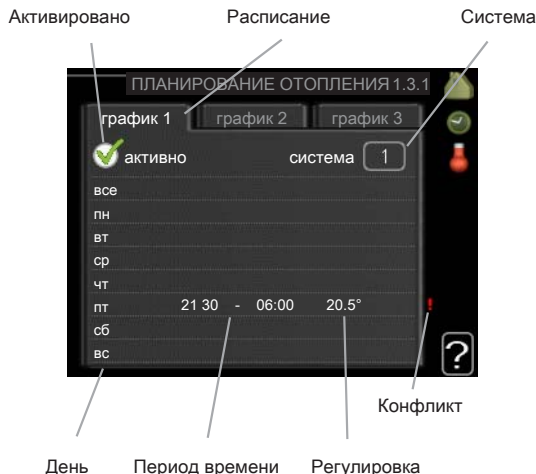 Активировано Расписание Система
ПЛАНИРОВАНИЕ ОТОПЛЕНИЯ 1.3.1
график 1 график 2 график 3
активно система 1
все
пн
вт
ср
чт
пт 21 30 - 06:00 20.5° !
сб
вс
?
Конфликт
День Период времени Регулировка